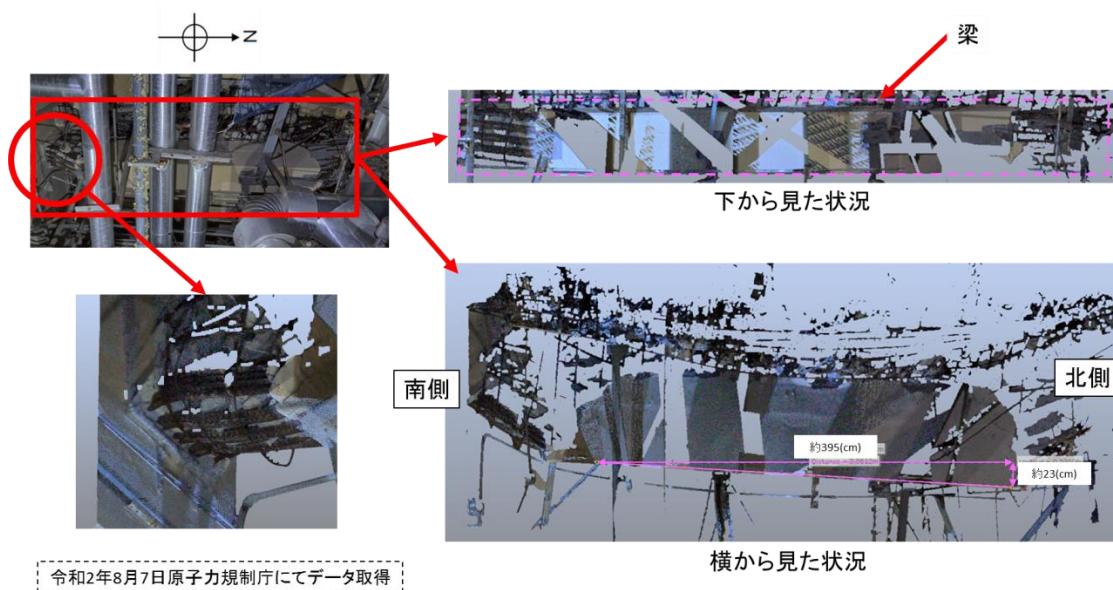 N
梁
下から見た状況
南側
北側
約395(cm)
約23(cm)
横から見た状況
令和2年8月7日原子力規制庁にてデータ取得